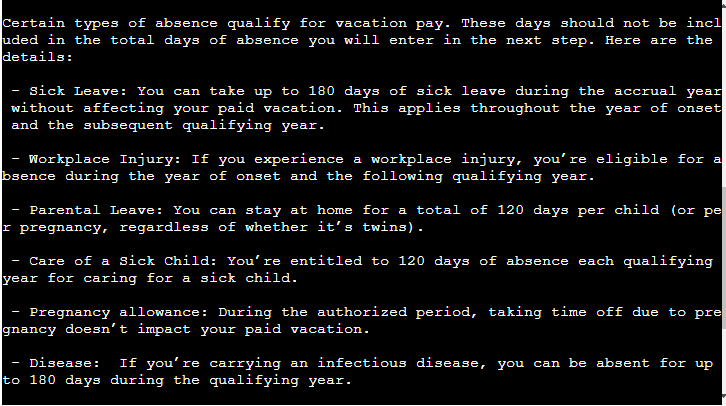 Certain types of absence qualify for vacation pay. These days should not be incl
uded in the total days of absence you will enter in the next step. Here are the
details:
- Sick Leave: You can take up to 180 days of sick leave during the accrual year
without affecting your paid vacation. This applies throughout the year of onset
and the subsequent qualifying year.
- Workplace Injury: If you experience a workplace injury, you’re eligible for a
bsence during the year of onset and the following qualifying year.
- Parental Leave: You can stay at home for a total of 120 days per child (or pe
r pregnancy, regardless of whether it’s twins).
- Care of a Sick Child: You’re entitled to 120 days of absence each qualifying
year for caring for a sick child.
- Pregnancy allowance: During the authorized period, taking time off due to pre
gnancy doesn’t impact your paid vacation.
- Disease:  If you’re carrying an infectious disease, you can be absent for up
to 180 days during the qualifying year.